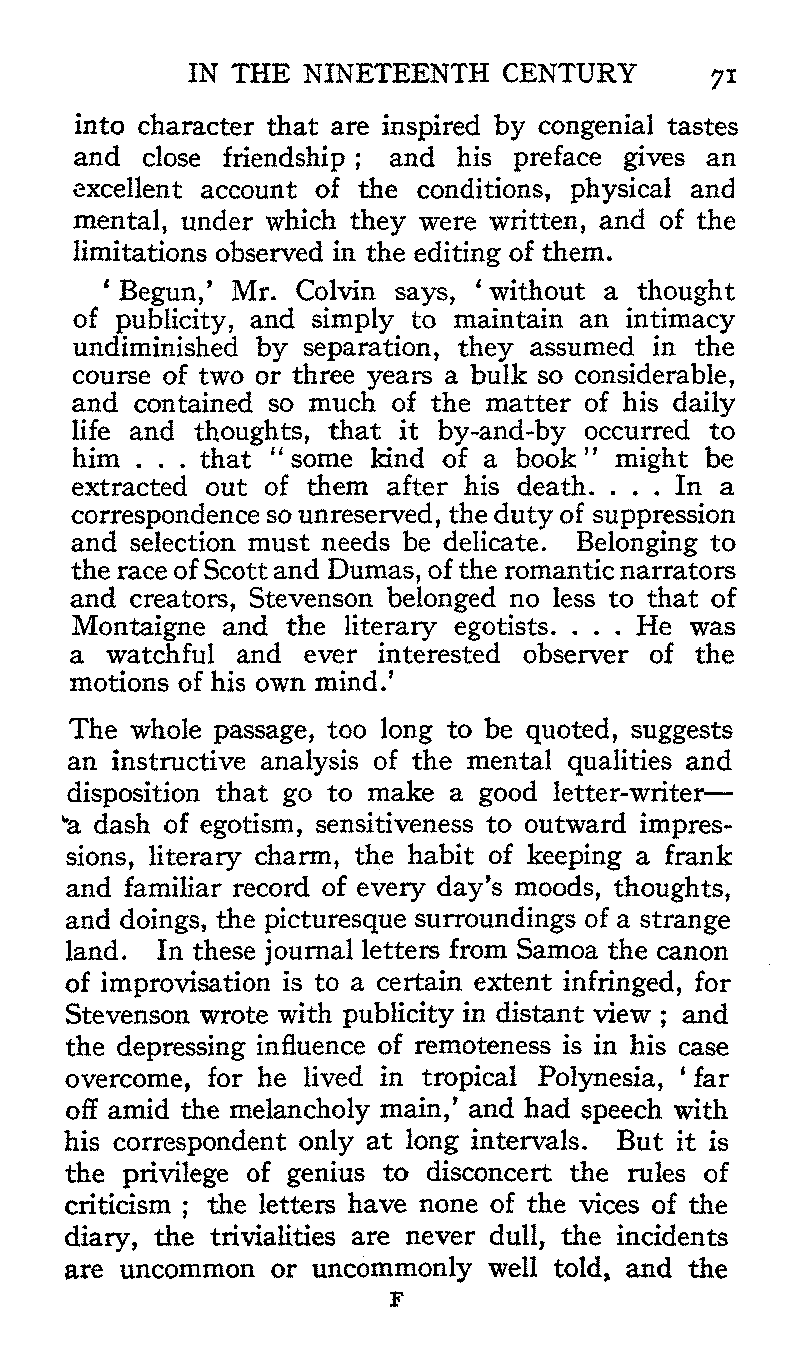 IN THE NINETEENTH CENTURY 71
into character that are inspired by congenial tastes
and close friendship ; and his preface gives an
excellent account of the conditions, physical and
mental, under which they were written, and of the
limitations observed in the editing of them.
‘ Begun,’ Mr. Colvin says, ‘ without a thought
of publicity, and simply to maintain an intimacy
undiminished by separation, they assumed in the
course of two or three years a bulk so considerable,
and contained so much of the matter of his daily
life and thoughts, that it by-and-by occurred to
him . . . that “ some kind of a book ” might be
extracted out of them after his death. . . . In a
correspondence so unreserved, the duty of suppression
and selection must needs be delicate. Belonging to
the race of Scott and Dumas, of the romantic narrators
and creators, Stevenson belonged no less to that of
Montaigne and the literary egotists. . . . He was
a watchful and ever interested observer of the
motions of his own mind.’
The whole passage, too long to be quoted, suggests
an instructive analysis of the mental qualities and
disposition that go to make a good letter-writer—
a dash of egotism, sensitiveness to outward impres-
sions, literary charm, the habit of keeping a frank
and familiar record of every day’s moods, thoughts,
and doings, the picturesque surroundings of a strange
land. In these journal letters from Samoa the canon
of improvisation is to a certain extent infringed, for
Stevenson wrote with publicity in distant view ; and
the depressing influence of remoteness is in his case
overcome, for he lived in tropical Polynesia, ‘ far
off amid the melancholy main,’ and had speech with
his correspondent only at long intervals. But it is
the privilege of genius to disconcert the rules of
criticism ; the letters have none of the vices of the
diary, the trivialities are never dull, the incidents
are uncommon or uncommonly well told, and the
F